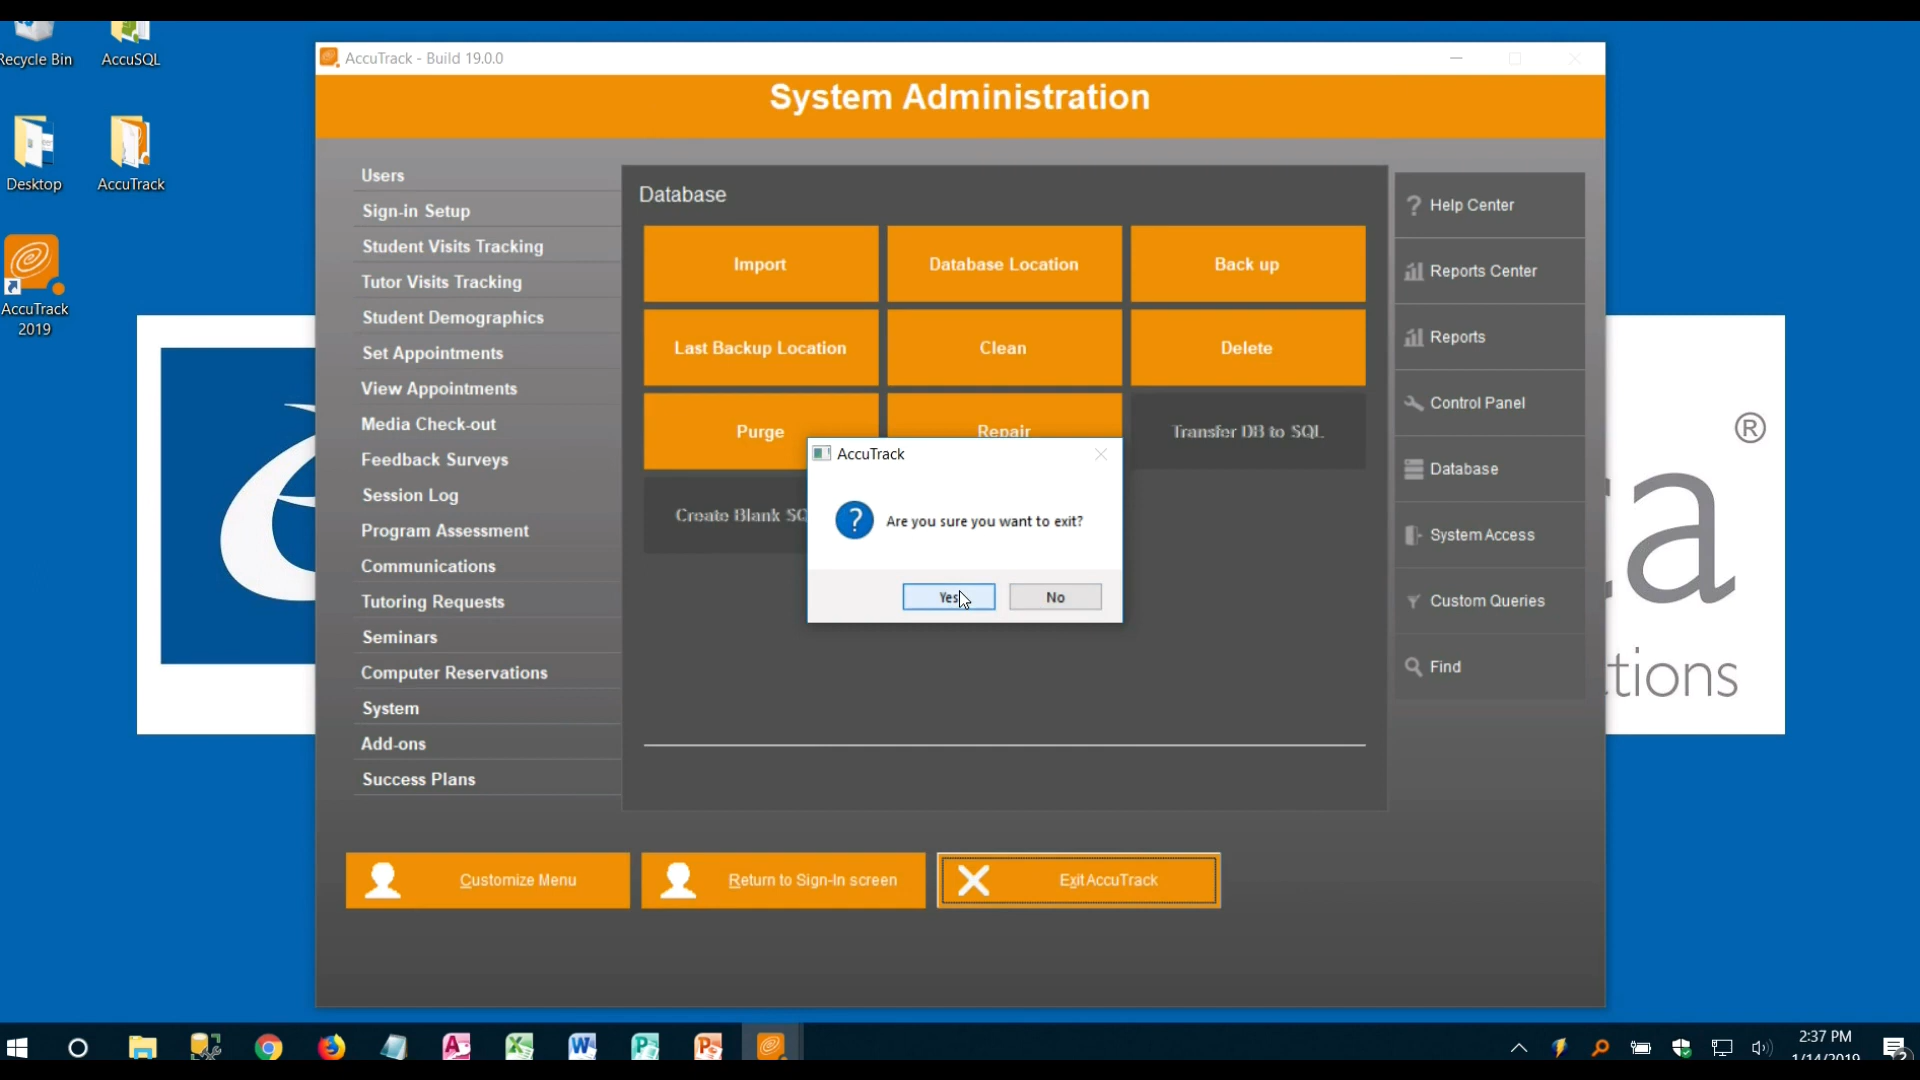 Recycle Bin
AccuSQL
Desktop
AccuTrack
AccuTrack
2019
AccuTrack - Build 19.0.0
System Administration
Users
Sign-in Setup
Student Visits Tracking
Tutor Visits Tracking
Student Demographics
Set Appointments
View Appointments
Media Check-out
Feedback Surveys
Session Log
Program Assessment
Communications
Tutoring Requests
Seminars
Computer Reservations
System
Add-ons
Success Plans
Database
Import
Database Location
Back up
Last Backup Location
Clean
Delete
Purge
Repair
Transfer DB to SQL
Create Blank SQ
AccuTrack
Are you sure you want to exit?
Yes
No
Help Center
Reports Center
Reports
Control Panel
Database
System Access
Custom Queries
Find
Customize Menu
Return to Sign-In screen
Exit AccuTrack
®
a
tions
2:37 PM
1/14/2019